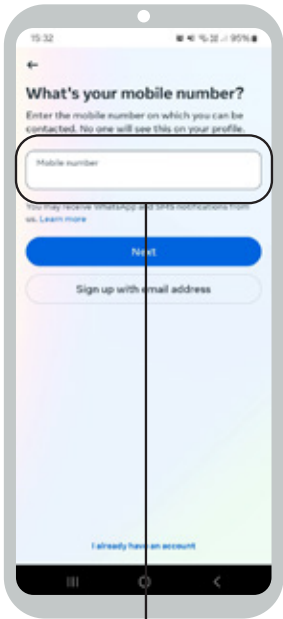 15:32 95%
What's your mobile number?
Enter the mobile number on which you can be
contacted. No one will see this on your profile.
Mobile number
You may receive WhatsApp and SMS notifications from
us. Learn more
Next
Sign up with email address
I already have an account